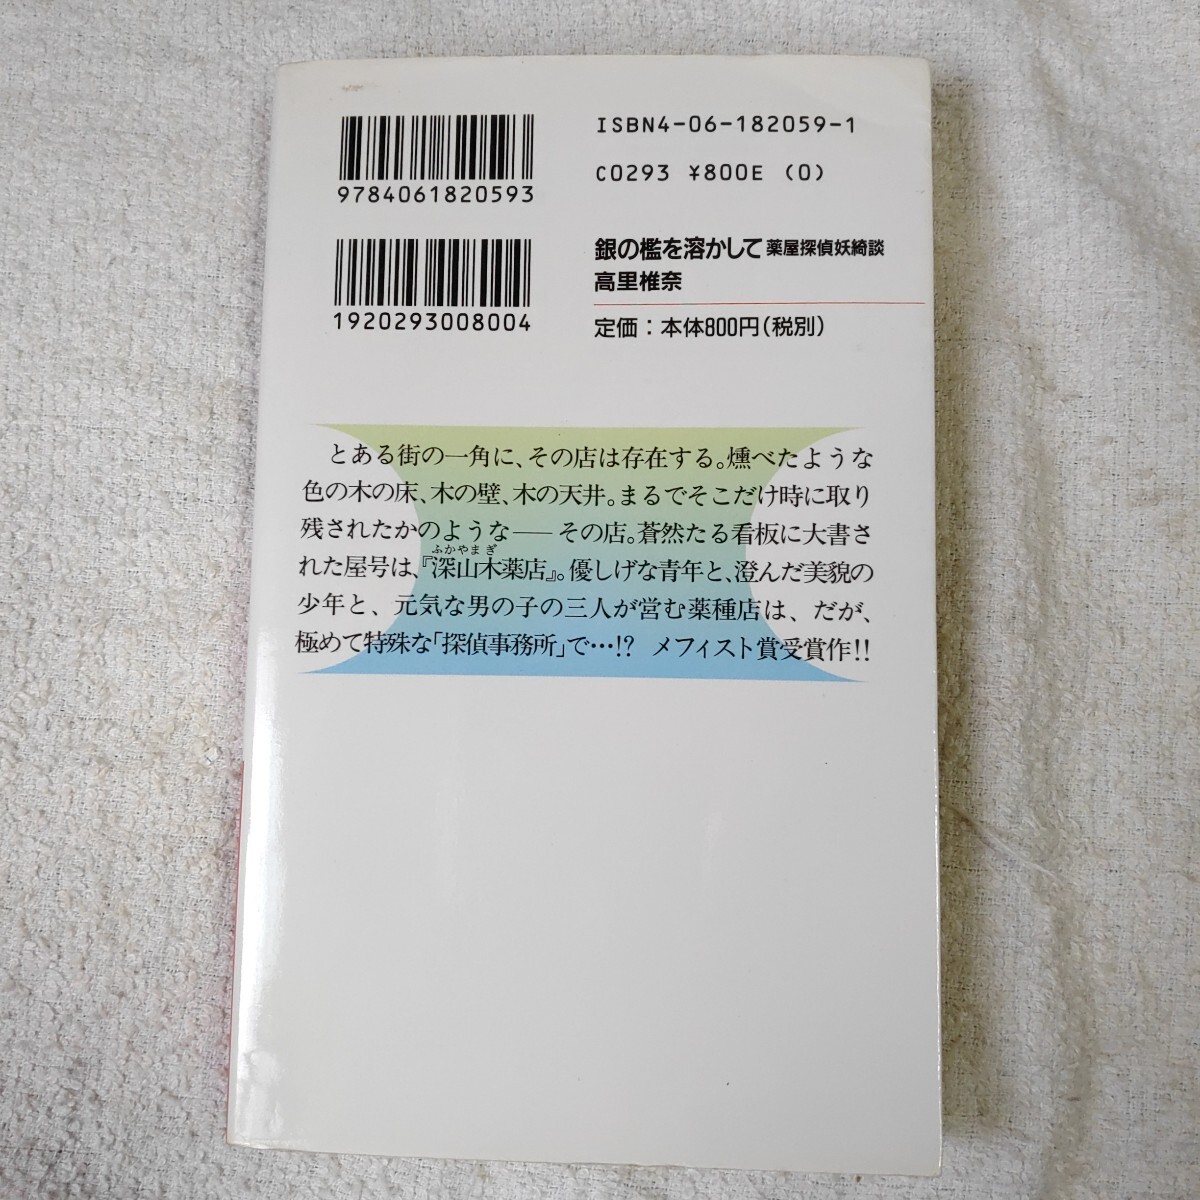 ISBN4-06-182059-1
C0293 ¥800E (0)
9784061820593
1920293008004
銀の檻を溶かして 薬屋探偵妖綺談
高里椎奈
定価：本体800円(税別)
とある街の一角に、その店は存在する。燻べたような
色の木の床、木の壁、木の天井。まるでそこだけ時に取り
残されたかのような——その店。蒼然たる看板に大書さ
れた屋号は、『深山木薬店』。優しげな青年と、澄んだ美貌の
ふかやまぎ
少年と、元気な男の子の三人が営む薬種店は、だが、
極めて特殊な「探偵事務所」で…!? メフィスト賞受賞作!!